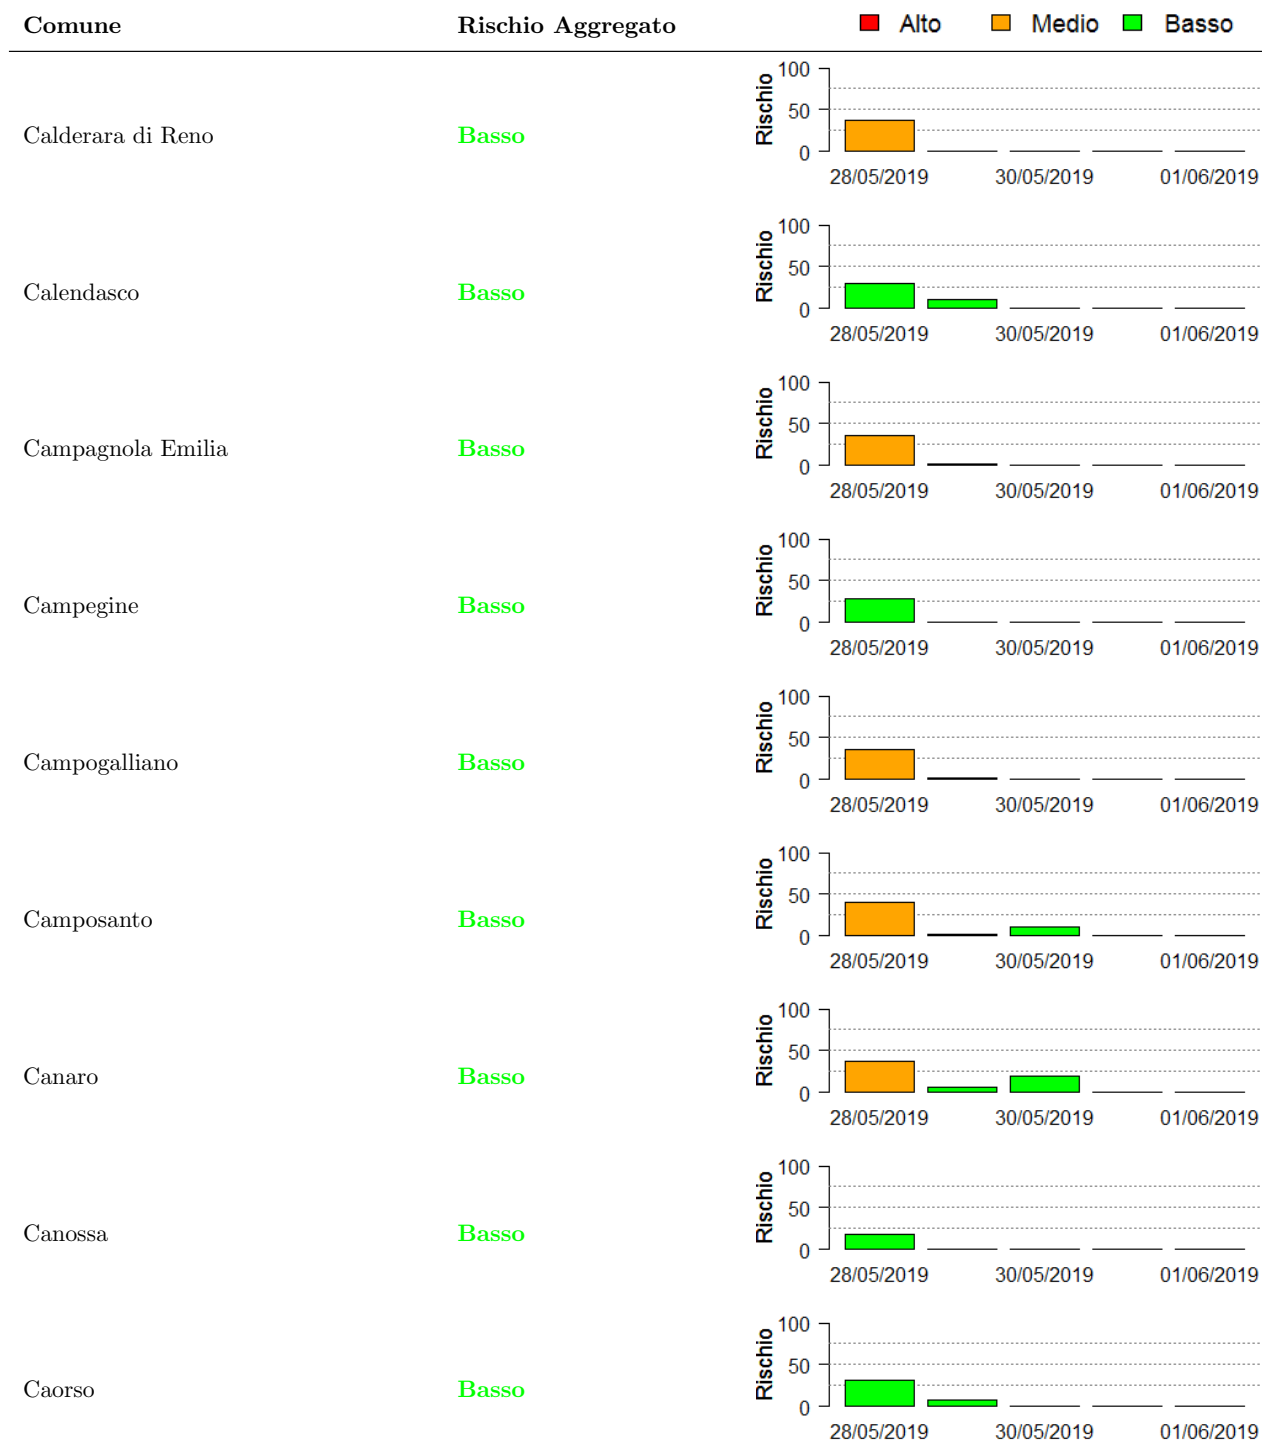 Comune Rischio Aggregato Alto Medio Basso
Calderara di Reno Basso Rischio 100 50 0
28/05/2019 30/05/2019 01/06/2019
Calendasco Basso Rischio 100 50 0
28/05/2019 30/05/2019 01/06/2019
Campagnola Emilia Basso Rischio 100 50 0
28/05/2019 30/05/2019 01/06/2019
Campegine Basso Rischio 100 50 0
28/05/2019 30/05/2019 01/06/2019
Campogalliano Basso Rischio 100 50 0
28/05/2019 30/05/2019 01/06/2019
Camposanto Basso Rischio 100 50 0
28/05/2019 30/05/2019 01/06/2019
Canaro Basso Rischio 100 50 0
28/05/2019 30/05/2019 01/06/2019
Canossa Basso Rischio 100 50 0
28/05/2019 30/05/2019 01/06/2019
Caorso Basso Rischio 100 50 0
28/05/2019 30/05/2019 01/06/2019